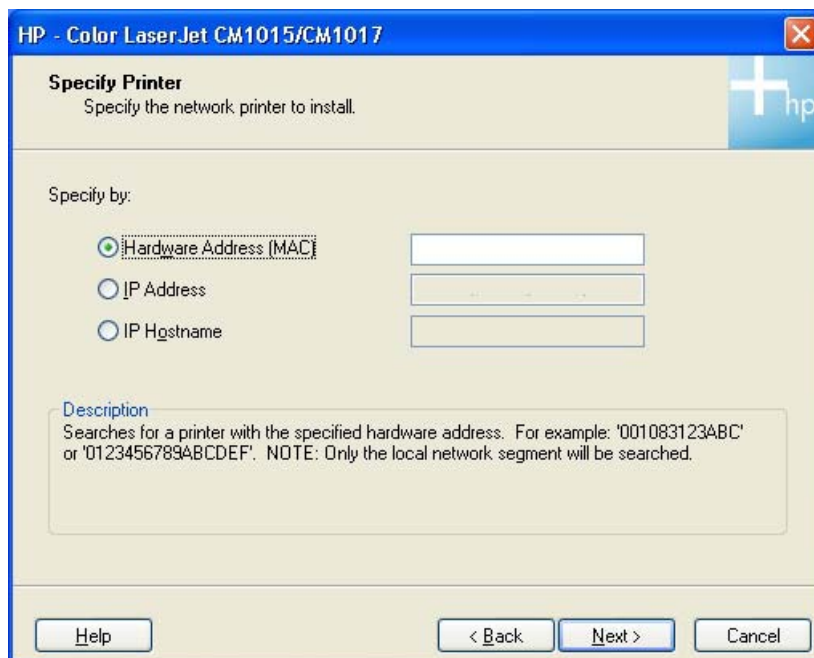 HP - Color LaserJet CM1015/CM1017
Specify Printer
Specify the network printer to install.
hp
Specify by:
Hardware Address (MAC)
IP Address
IP Hostname
Description
Searches for a printer with the specified hardware address. For example: '001083123ABC'
or '0123456789ABCDEF'. NOTE: Only the local network segment will be searched.
Help
< Back
Next >
Cancel